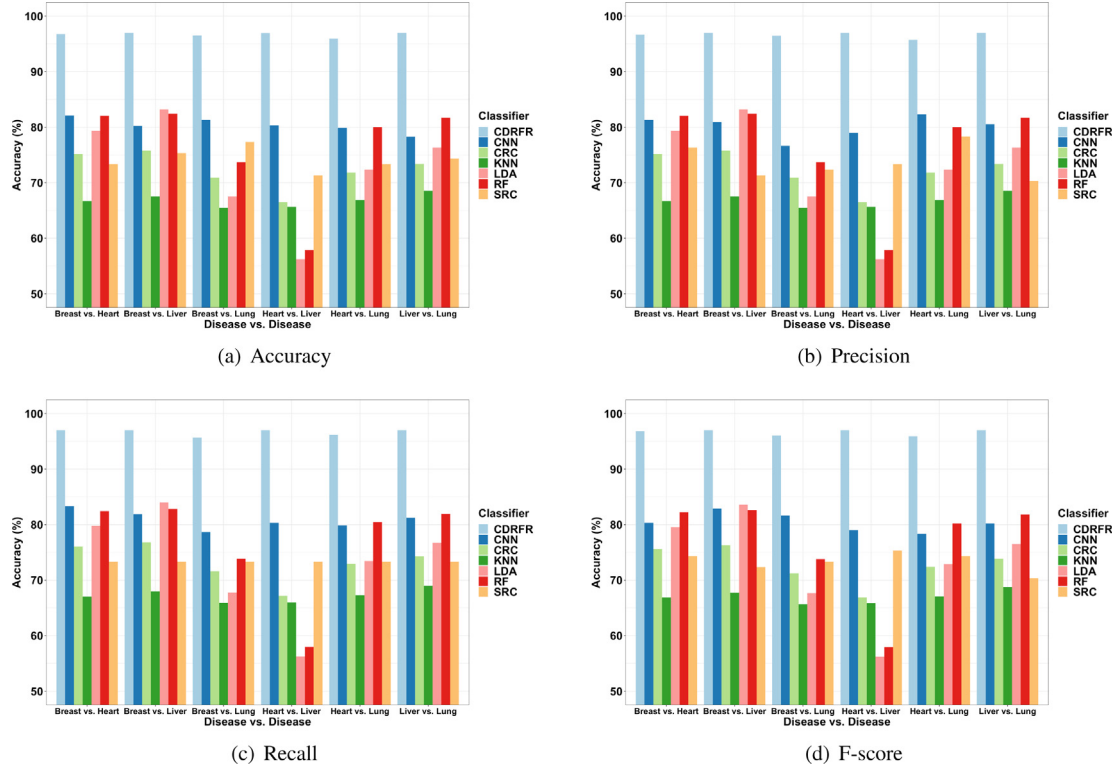 100
90
80
70
60
50
Accuracy (%)
Breast vs. Heart Breast vs. Liver Breast vs. Lung Heart vs. Liver Heart vs. Lung Liver vs. Lung
Disease vs. Disease
Classifier
CDRFR
CNN
CRC
KNN
LDA
RF
SRC
(a) Accuracy
100
90
80
70
60
50
Accuracy (%)
Breast vs. Heart Breast vs. Liver Breast vs. Lung Heart vs. Liver Heart vs. Lung Liver vs. Lung
Disease vs. Disease
Classifier
CDRFR
CNN
CRC
KNN
LDA
RF
SRC
(b) Precision
100
90
80
70
60
50
Accuracy (%)
Breast vs. Heart Breast vs. Liver Breast vs. Lung Heart vs. Liver Heart vs. Lung Liver vs. Lung
Disease vs. Disease
Classifier
CDRFR
CNN
CRC
KNN
LDA
RF
SRC
(c) Recall
100
90
80
70
60
50
Accuracy (%)
Breast vs. Heart Breast vs. Liver Breast vs. Lung Heart vs. Liver Heart vs. Lung Liver vs. Lung
Disease vs. Disease
Classifier
CDRFR
CNN
CRC
KNN
LDA
RF
SRC
(d) F-score